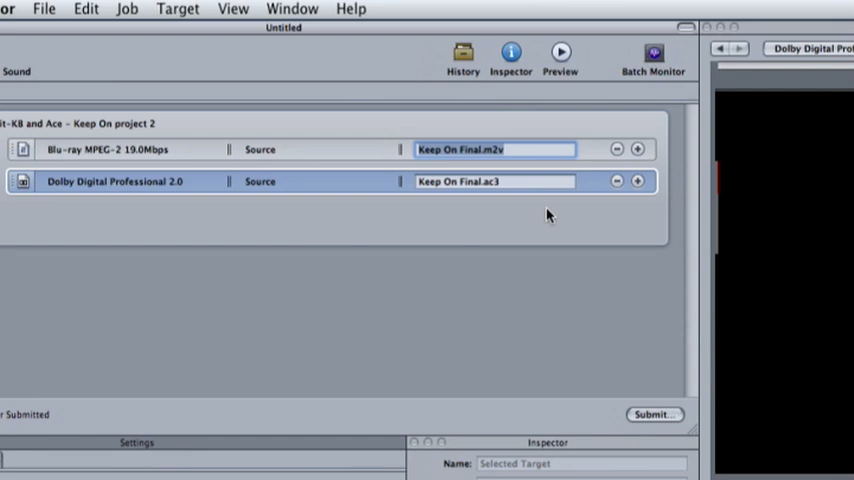 or File Edit Job Target View Window Help
Untitled
Sound
History Inspector Preview Batch Monitor
Dolby Digital Prof
it-KB and Ace - Keep On project 2
Blu-ray MPEG-2 19.0Mbps || Source || Keep On Final.m2v
Dolby Digital Professional 2.0 || Source || Keep On Final.ac3
r Submitted
Submit...
Settings
Inspector
Name: Selected Target